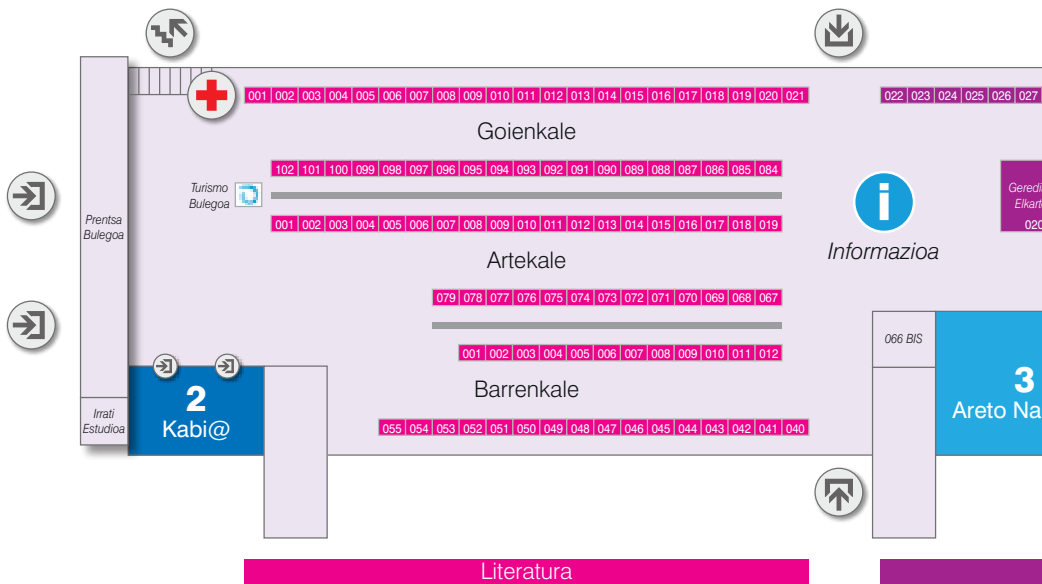 001 002 003 004 005 006 007 008 009 010 011 012 013 014 015 016 017 018 019 020 021
022 023 024 025 026 027
Goienkale
102 101 100 099 098 097 096 095 094 093 092 091 090 089 088 087 086 085 084
Turismo
Bulegoa
Prentsa
Bulegoa
001 002 003 004 005 006 007 008 009 010 011 012 013 014 015 016 017 018 019
Artekale
i
Informazioa
Geredi
Elkart
020
079 078 077 076 075 074 073 072 071 070 069 068 067
001 002 003 004 005 006 007 008 009 010 011 012
066 BIS
Barrenkale
2
Kabi@
3
Areto Na
Irrati
Estudioa
055 054 053 052 051 050 049 048 047 046 045 044 043 042 041 040
Literatura